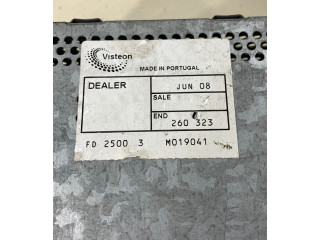 Visteon
MADE IN PORTUGAL
DEALER
JUN 08
SALE
END
260 323
FD 2500 3 M019041